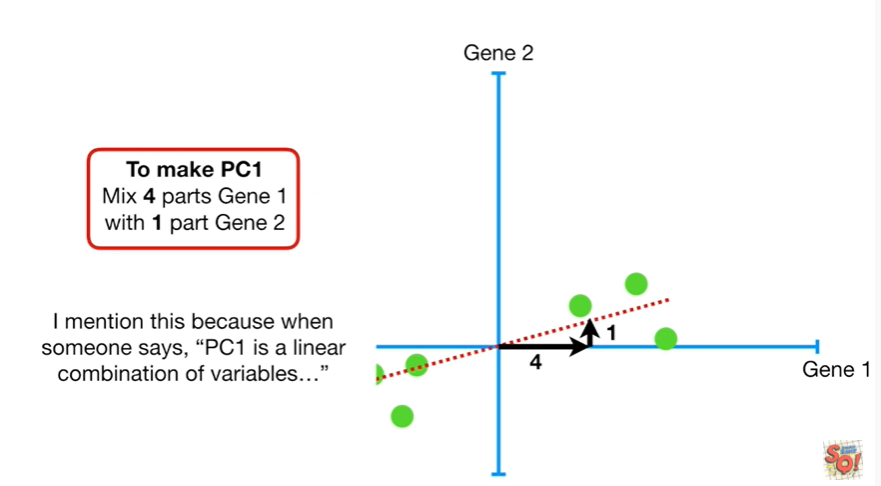 Gene 2
To make PC1
Mix 4 parts Gene 1
with 1 part Gene 2
I mention this because when
someone says, “PC1 is a linear
combination of variables…”
1
4
Gene 1
SQ!